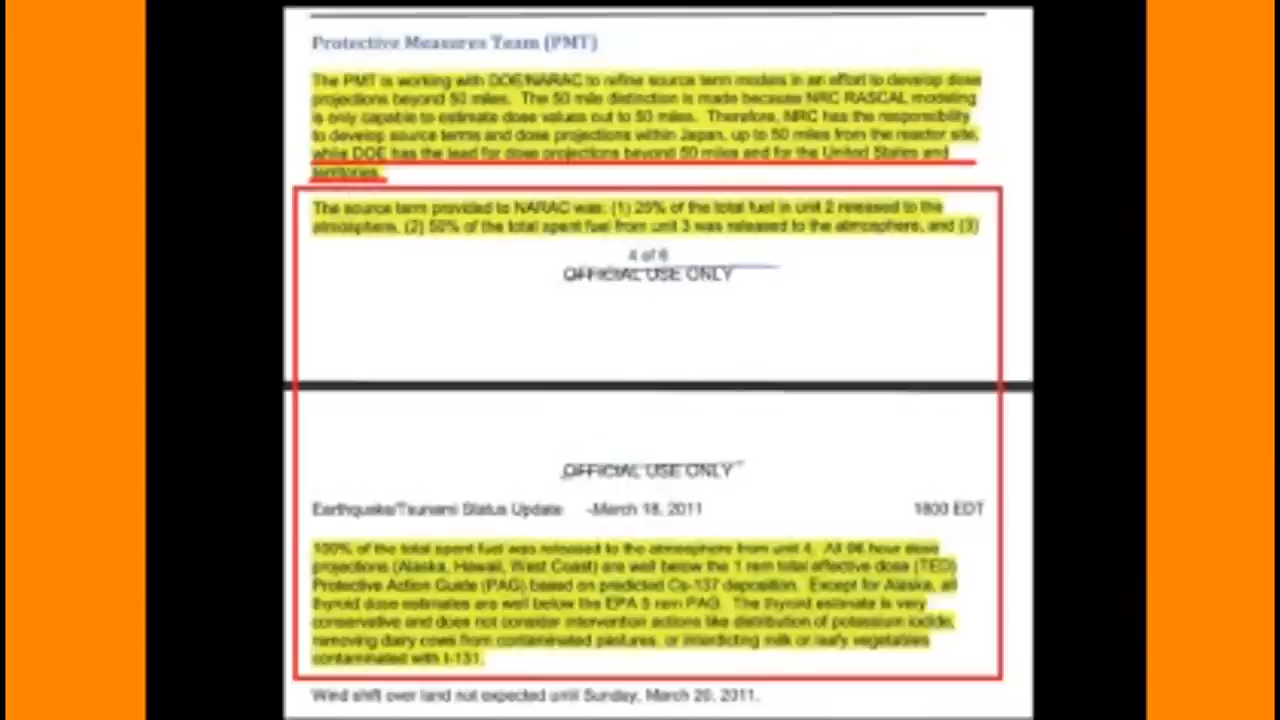 Protective Measures Team (PMT)
The PMT is working with DOE/NARAC to refine source term models in an effort to develop dose
projections beyond 50 miles. The 50 mile distinction is made because NRC RASCAL modeling
is only capable to estimate dose values out to 50 miles. Therefore, NRC has the responsibility
to develop source terms and dose projections within Japan, up to 50 miles from the reactor site,
while DOE has the lead for dose projections beyond 50 miles and for the United States and
territories.
The source term provided to NARAC was: (1) 25% of the total fuel in unit 2 released to the
atmosphere, (2) 50% of the total spent fuel from unit 3 was released to the atmosphere, and (3)
4 of 6
OFFICIAL USE ONLY
OFFICIAL USE ONLY
Earthquake/Tsunami Status Update -March 18, 2011 1800 EDT
100% of the total spent fuel was released to the atmosphere from unit 4. All 96 hour dose
projections (Alaska, Hawaii, West Coast) are well below the 1 rem total effective dose (TED)
Protective Action Guide (PAG) based on predicted Cs-137 deposition. Except for Alaska, all
thyroid dose estimates are well below the EPA 5 rem PAG. The thyroid estimate is very
conservative and does not consider intervention actions like distribution of potassium iodide,
removing dairy cows from contaminated pastures, or interdicting milk or leafy vegetables
contaminated with I-131.
Wind shift over land not expected until Sunday, March 20, 2011.